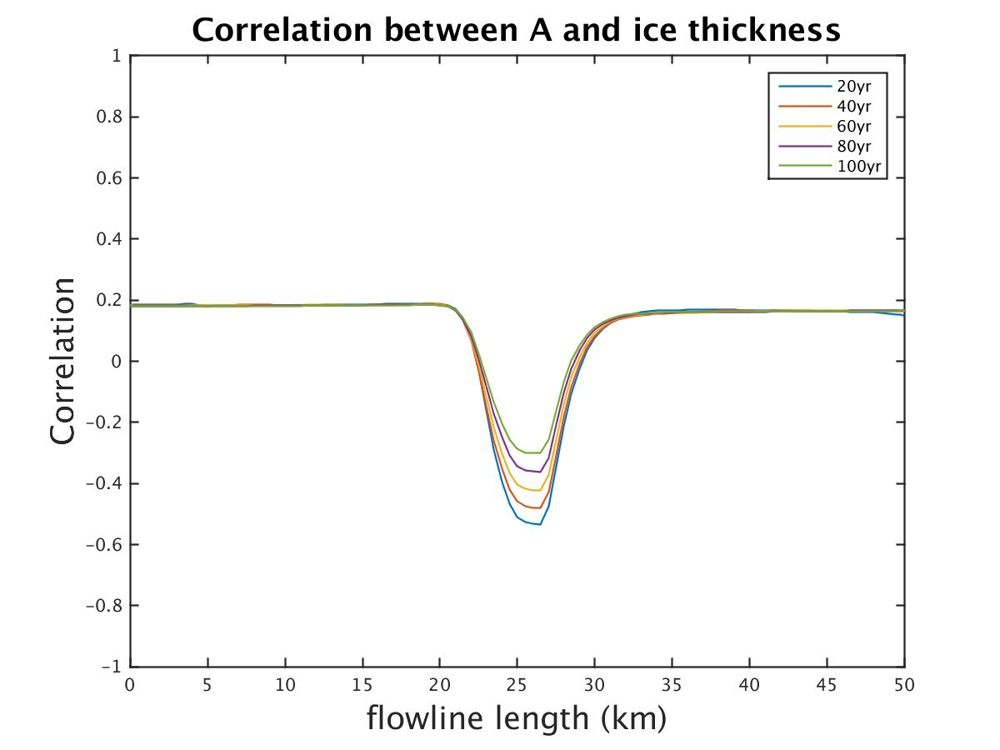 Correlation between A and ice thickness
1
0.8
0.6
0.4
0.2
0
−0.2
−0.4
−0.6
−0.8
−1
Correlation
20yr
40yr
60yr
80yr
100yr
0 5 10 15 20 25 30 35 40 45 50
flowline length (km)